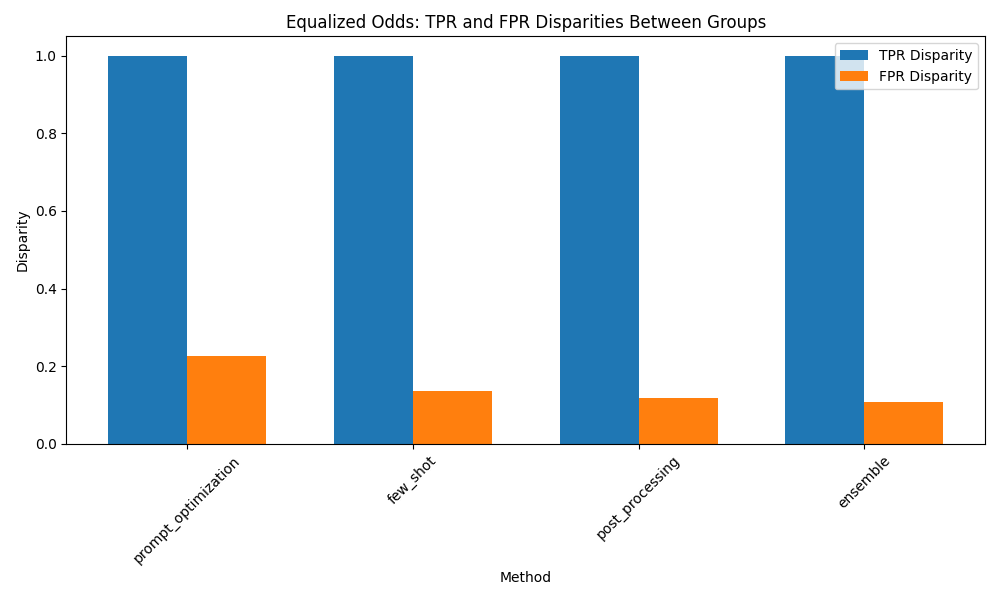 Equalized Odds: TPR and FPR Disparities Between Groups
TPR Disparity
FPR Disparity
Disparity
1.0
0.8
0.6
0.4
0.2
0.0
prompt_optimization
few_shot
post_processing
ensemble
Method